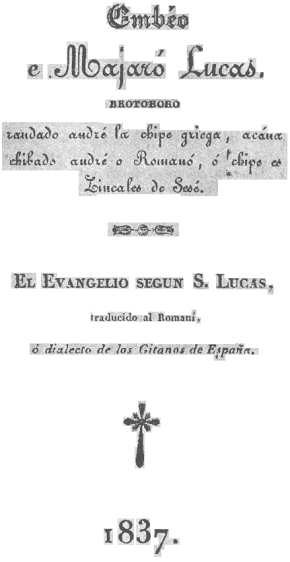 Embéo
e Majaró Lucas.
BROTOBORO
randado andré la chipe griega, acána
chibado andré o Romanó, ó chipe es
Zincales de Sesé.
EL EVANGELIO SEGUN S. LUCAS,
traducido al Romaní,
ó dialecto de los Gitanos de España.
1837.